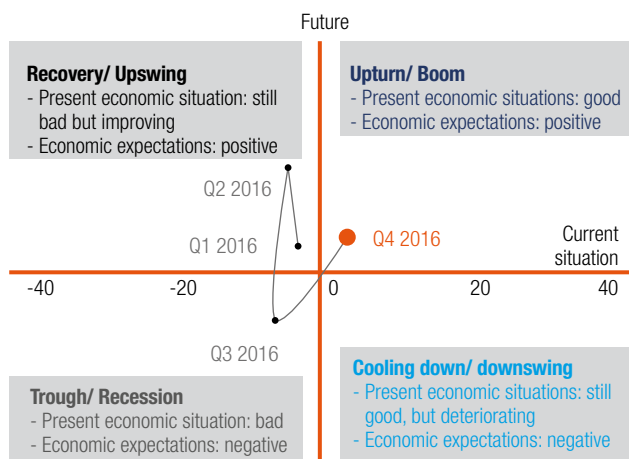 Future
Recovery/ Upswing
- Present economic situation: still
bad but improving
- Economic expectations: positive
Upturn/ Boom
- Present economic situations: good
- Economic expectations: positive
Q2 2016
Q1 2016
Q4 2016
Current
situation
-40
-20
0
20
40
Q3 2016
Trough/ Recession
- Present economic situation: bad
- Economic expectations: negative
Cooling down/ downswing
- Present economic situations: still
good, but deteriorating
- Economic expectations: negative